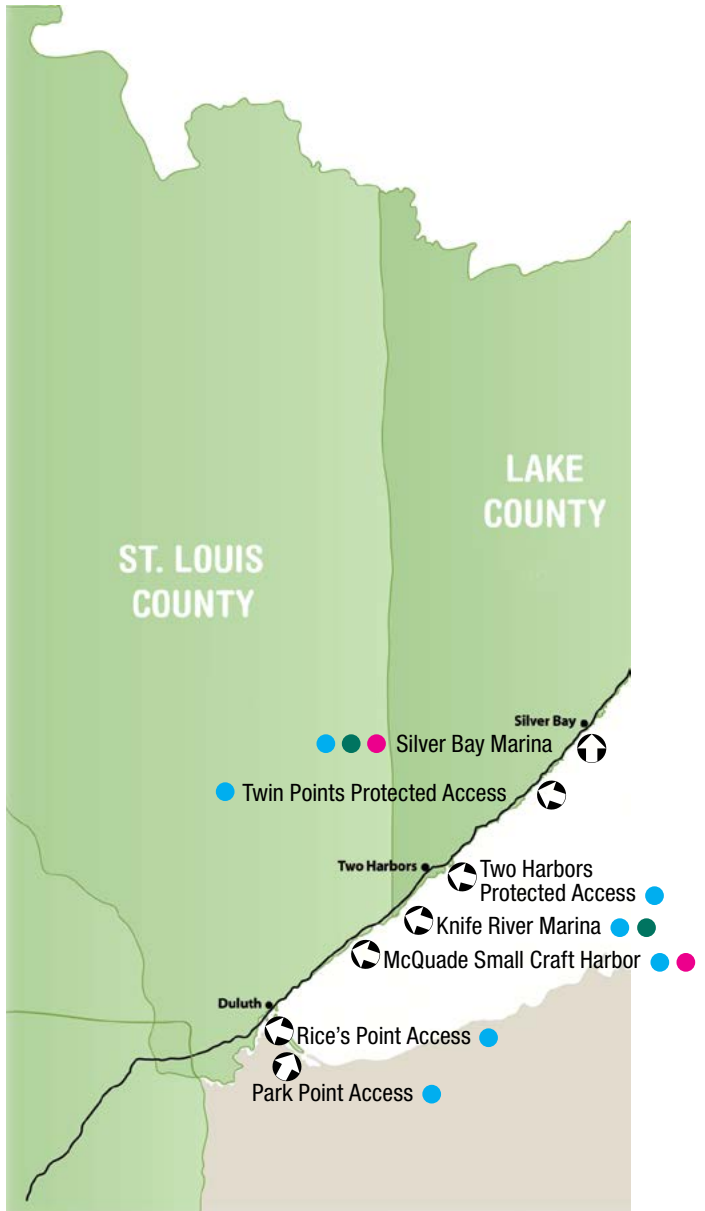 LAKE
COUNTY
ST. LOUIS
COUNTY
Silver Bay
Silver Bay Marina
Twin Points Protected Access
Two Harbors
Two Harbors
Protected Access
Knife River Marina
McQuade Small Craft Harbor
Duluth
Rice's Point Access
Park Point Access